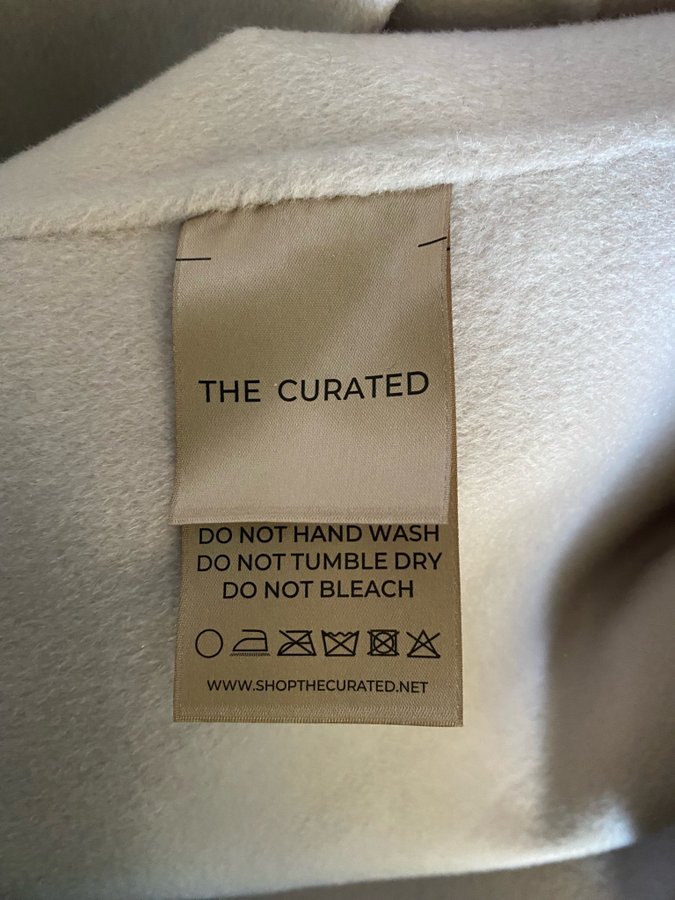 THE CURATED
DO NOT HAND WASH
DO NOT TUMBLE DRY
DO NOT BLEACH
WWW.SHOPTHECURATED.NET